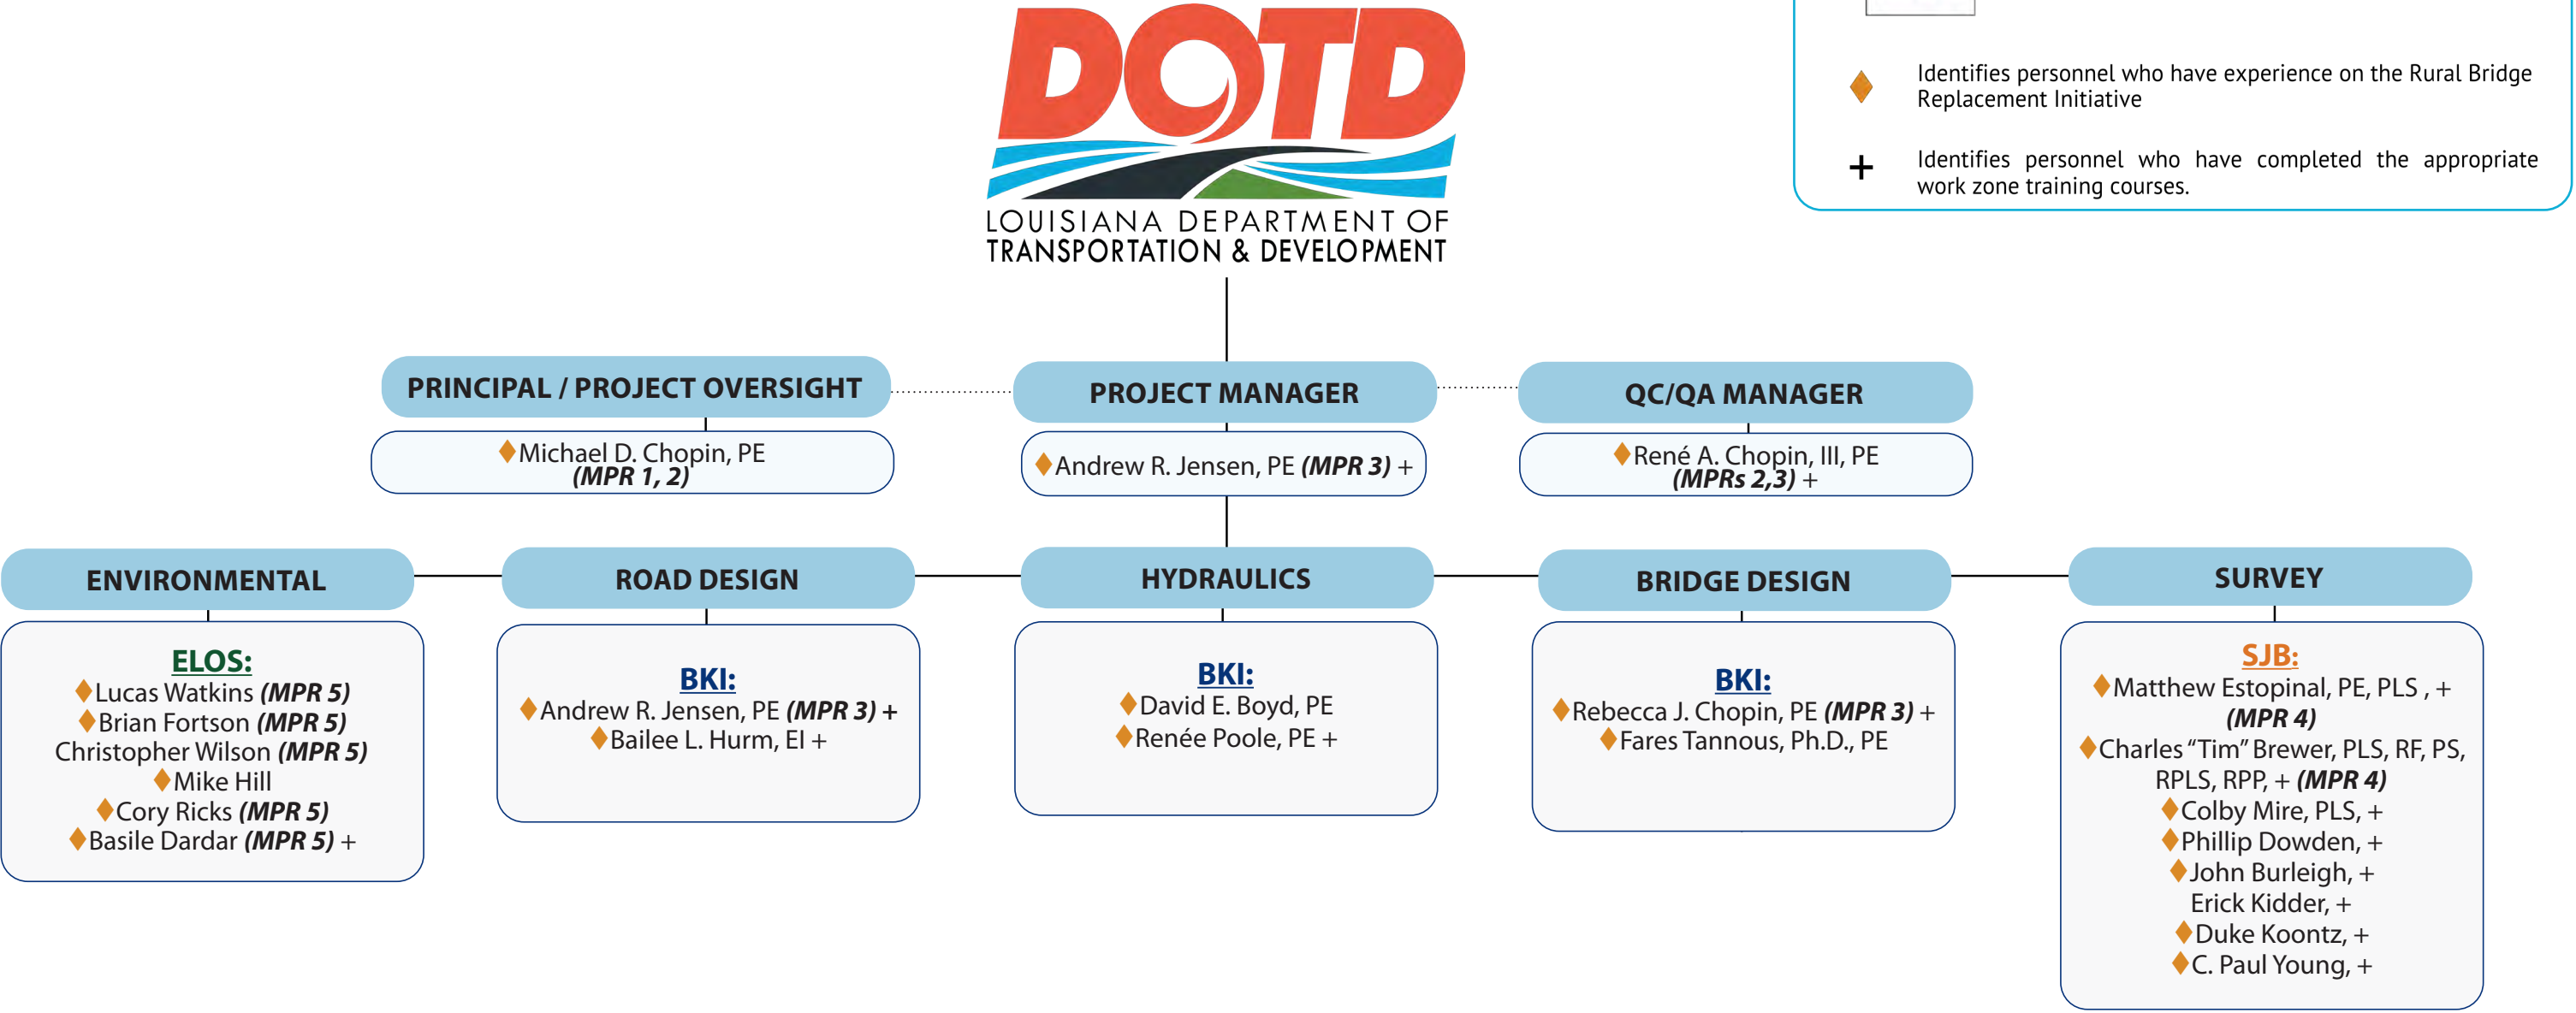 DOTD
LOUISIANA DEPARTMENT OF
TRANSPORTATION & DEVELOPMENT
Identifies personnel who have experience on the Rural Bridge
Replacement Initiative
+ Identifies personnel who have completed the appropriate
work zone training courses.
PRINCIPAL / PROJECT OVERSIGHT
Michael D. Chopin, PE
(MPR 1, 2)
PROJECT MANAGER
Andrew R. Jensen, PE (MPR 3) +
QC/QA MANAGER
René A. Chopin, III, PE
(MPRs 2,3) +
ENVIRONMENTAL
ELOS:
Lucas Watkins (MPR 5)
Brian Fortson (MPR 5)
Christopher Wilson (MPR 5)
Mike Hill
Cory Ricks (MPR 5)
Basile Dardar (MPR 5) +
ROAD DESIGN
BKI:
Andrew R. Jensen, PE (MPR 3) +
Bailee L. Hurm, EI +
HYDRAULICS
BKI:
David E. Boyd, PE
Renée Poole, PE +
BRIDGE DESIGN
BKI:
Rebecca J. Chopin, PE (MPR 3) +
Fares Tannous, Ph.D., PE
SURVEY
SJB:
Matthew Estopinal, PE, PLS , +
(MPR 4)
Charles “Tim” Brewer, PLS, RF, PS,
RPLS, RPP, + (MPR 4)
Colby Mire, PLS, +
Phillip Dowden, +
John Burleigh, +
Erick Kidder, +
Duke Koontz, +
C. Paul Young, +